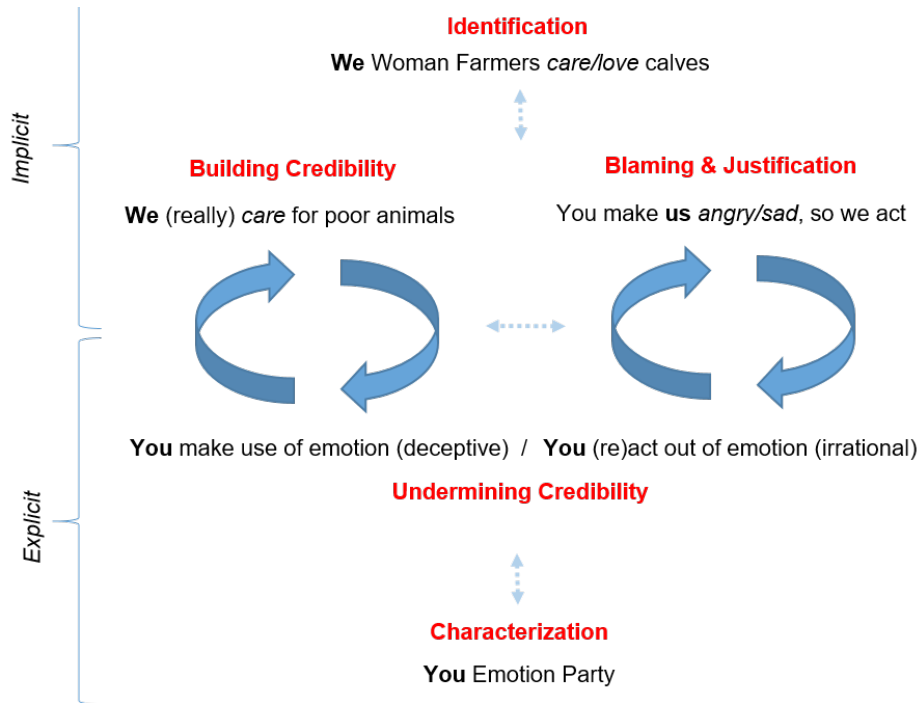 Identification
We Woman Farmers care/love calves
Implicit
Building Credibility
Blaming & Justification
We (really) care for poor animals
You make us angry/sad, so we act
You make use of emotion (deceptive) / You (re)act out of emotion (irrational)
Undermining Credibility
Explicit
Characterization
You Emotion Party